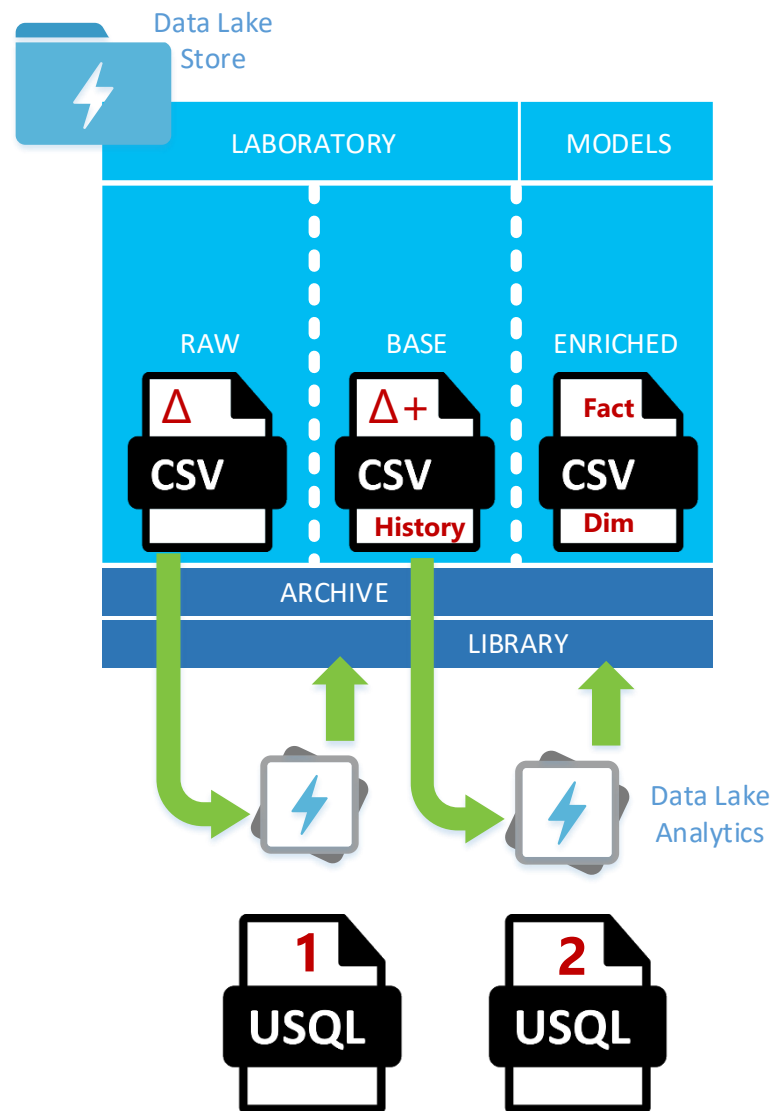 Data Lake
Store
LABORATORY
MODELS
RAW
BASE
ENRICHED
Δ
Δ+
Fact
CSV
CSV
CSV
History
Dim
ARCHIVE
LIBRARY
Data Lake
Analytics
1
2
USQL
USQL